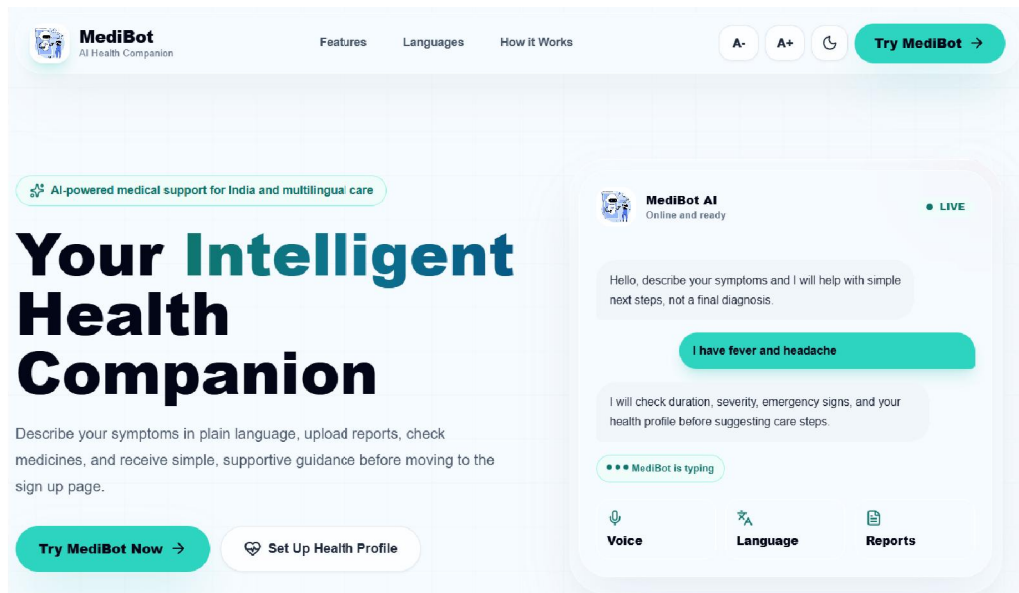 MediBot
AI Health Companion
Features
Languages
How it Works
A-
A+
Try MediBot →
AI-powered medical support for India and multilingual care
Your Intelligent
Health
Companion
Describe your symptoms in plain language, upload reports, check
medicines, and receive simple, supportive guidance before moving to the
sign up page.
Try MediBot Now →
Set Up Health Profile
MediBot AI
Online and ready
LIVE
Hello, describe your symptoms and I will help with simple
next steps, not a final diagnosis.
I have fever and headache
I will check duration, severity, emergency signs, and your
health profile before suggesting care steps.
MediBot is typing
Voice
Language
Reports